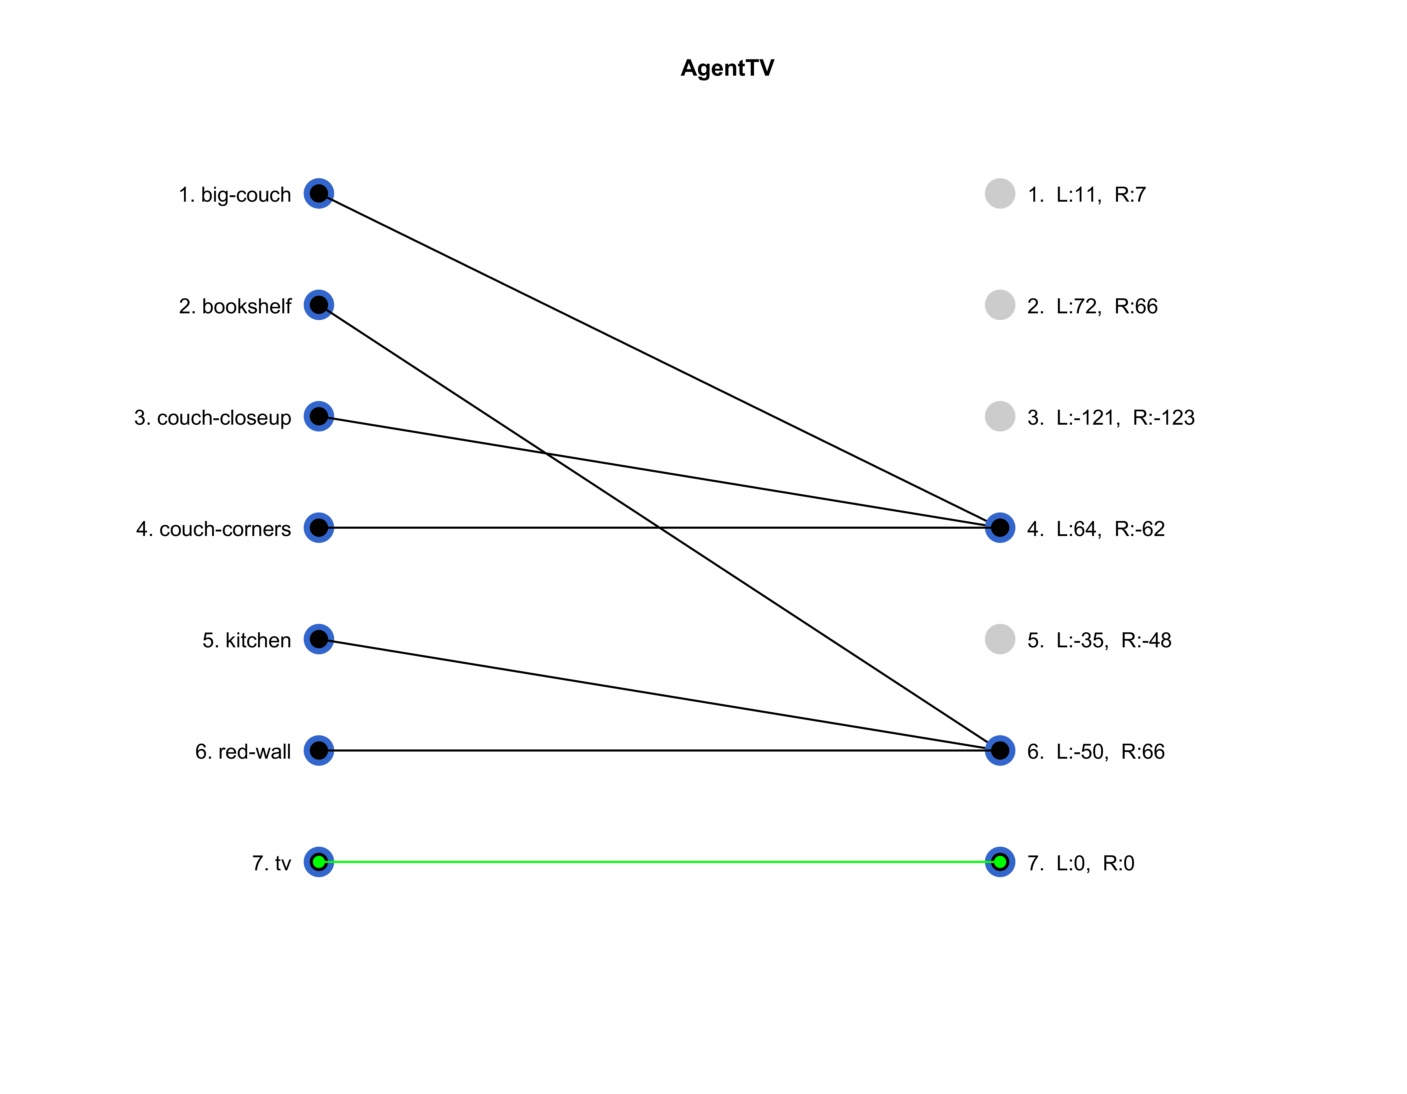 AgentTV
1. big-couch
1. L:11, R:7
2. bookshelf
2. L:72, R:66
3. couch-closeup
3. L:-121, R:-123
4. couch-corners
4. L:64, R:-62
5. kitchen
5. L:-35, R:-48
6. red-wall
6. L:-50, R:66
7. tv
7. L:0, R:0